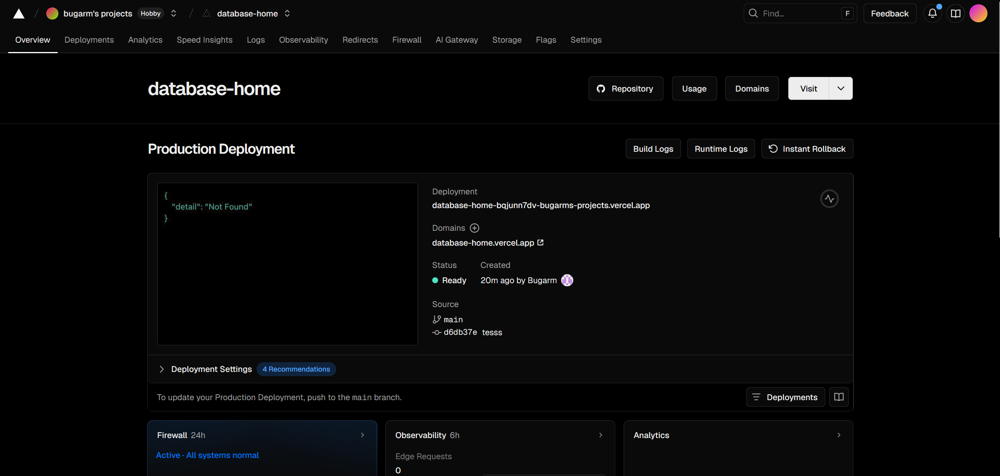 bugarm's projects Hobby database-home Find... F Feedback
Overview Deployments Analytics Speed Insights Logs Observability Redirects Firewall AI Gateway Storage Flags Settings
database-home Repository Usage Domains Visit
Production Deployment Build Logs Runtime Logs Instant Rollback
{
"detail": "Not Found"
}
Deployment
database-home-bqjunn7dv-bugarms-projects.vercel.app
Domains
database-home.vercel.app
Status Created
Ready 20m ago by Bugarm
Source
main
d6db37e tesss
Deployment Settings 4 Recommendations
To update your Production Deployment, push to the main branch. Deployments
Firewall 24h
Active · All systems normal
Observability 6h
Edge Requests
0
Analytics